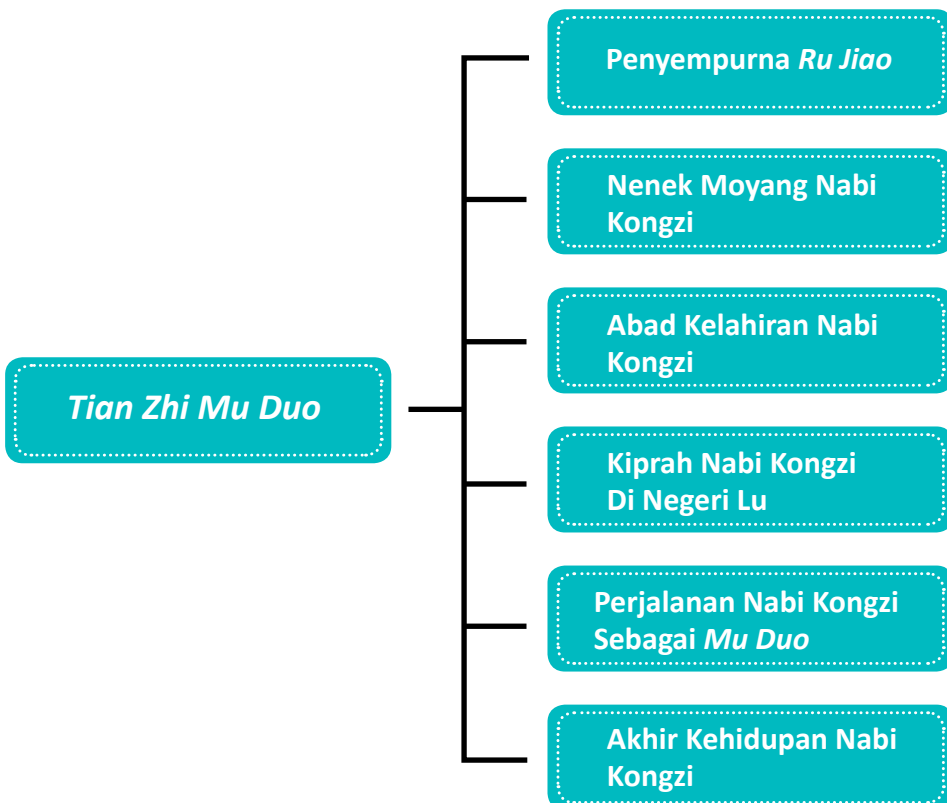 Penyempurna Ru Jiao
Nenek Moyang Nabi
Kongzi
Abad Kelahiran Nabi
Kongzi
Tian Zhi Mu Duo
Kiprah Nabi Kongzi
Di Negeri Lu
Perjalanan Nabi Kongzi
Sebagai Mu Duo
Akhir Kehidupan Nabi
Kongzi